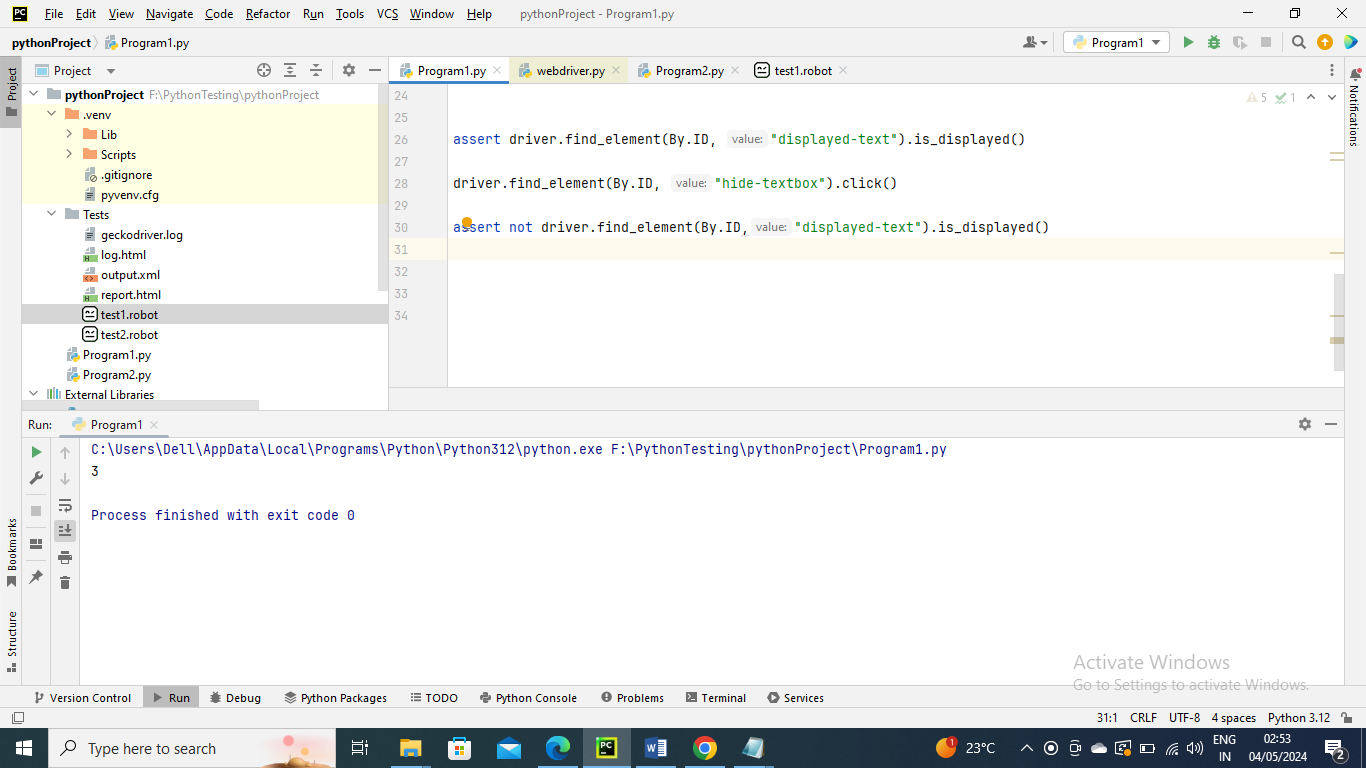 PC File Edit View Navigate Code Refactor Run Tools VCS Window Help pythonProject - Program1.py
pythonProject Program1.py Program1
Project
Project
Program1.py webdriver.py Program2.py test1.robot
Notifications
pythonProject F:\PythonTesting\pythonProject
.venv
Lib
Scripts
.gitignore
pyvenv.cfg
Tests
geckodriver.log
log.html
output.xml
report.html
test1.robot
test2.robot
Program1.py
Program2.py
External Libraries
5 1
24
25
26 assert driver.find_element(By.ID, value: "displayed-text").is_displayed()
27
28 driver.find_element(By.ID, value: "hide-textbox").click()
29
30 assert not driver.find_element(By.ID, value: "displayed-text").is_displayed()
31
32
33
34
Run: Program1
C:\Users\Dell\AppData\Local\Programs\Python\Python312\python.exe F:\PythonTesting\pythonProject\Program1.py
3
Process finished with exit code 0
Bookmarks
Structure
Activate Windows
Go to Settings to activate Windows.
Version Control Run Debug Python Packages TODO Python Console Problems Terminal Services
31:1 CRLF UTF-8 4 spaces Python 3.12
Type here to search
PC
W
1
23°C
ENG
IN
02:53
04/05/2024
2